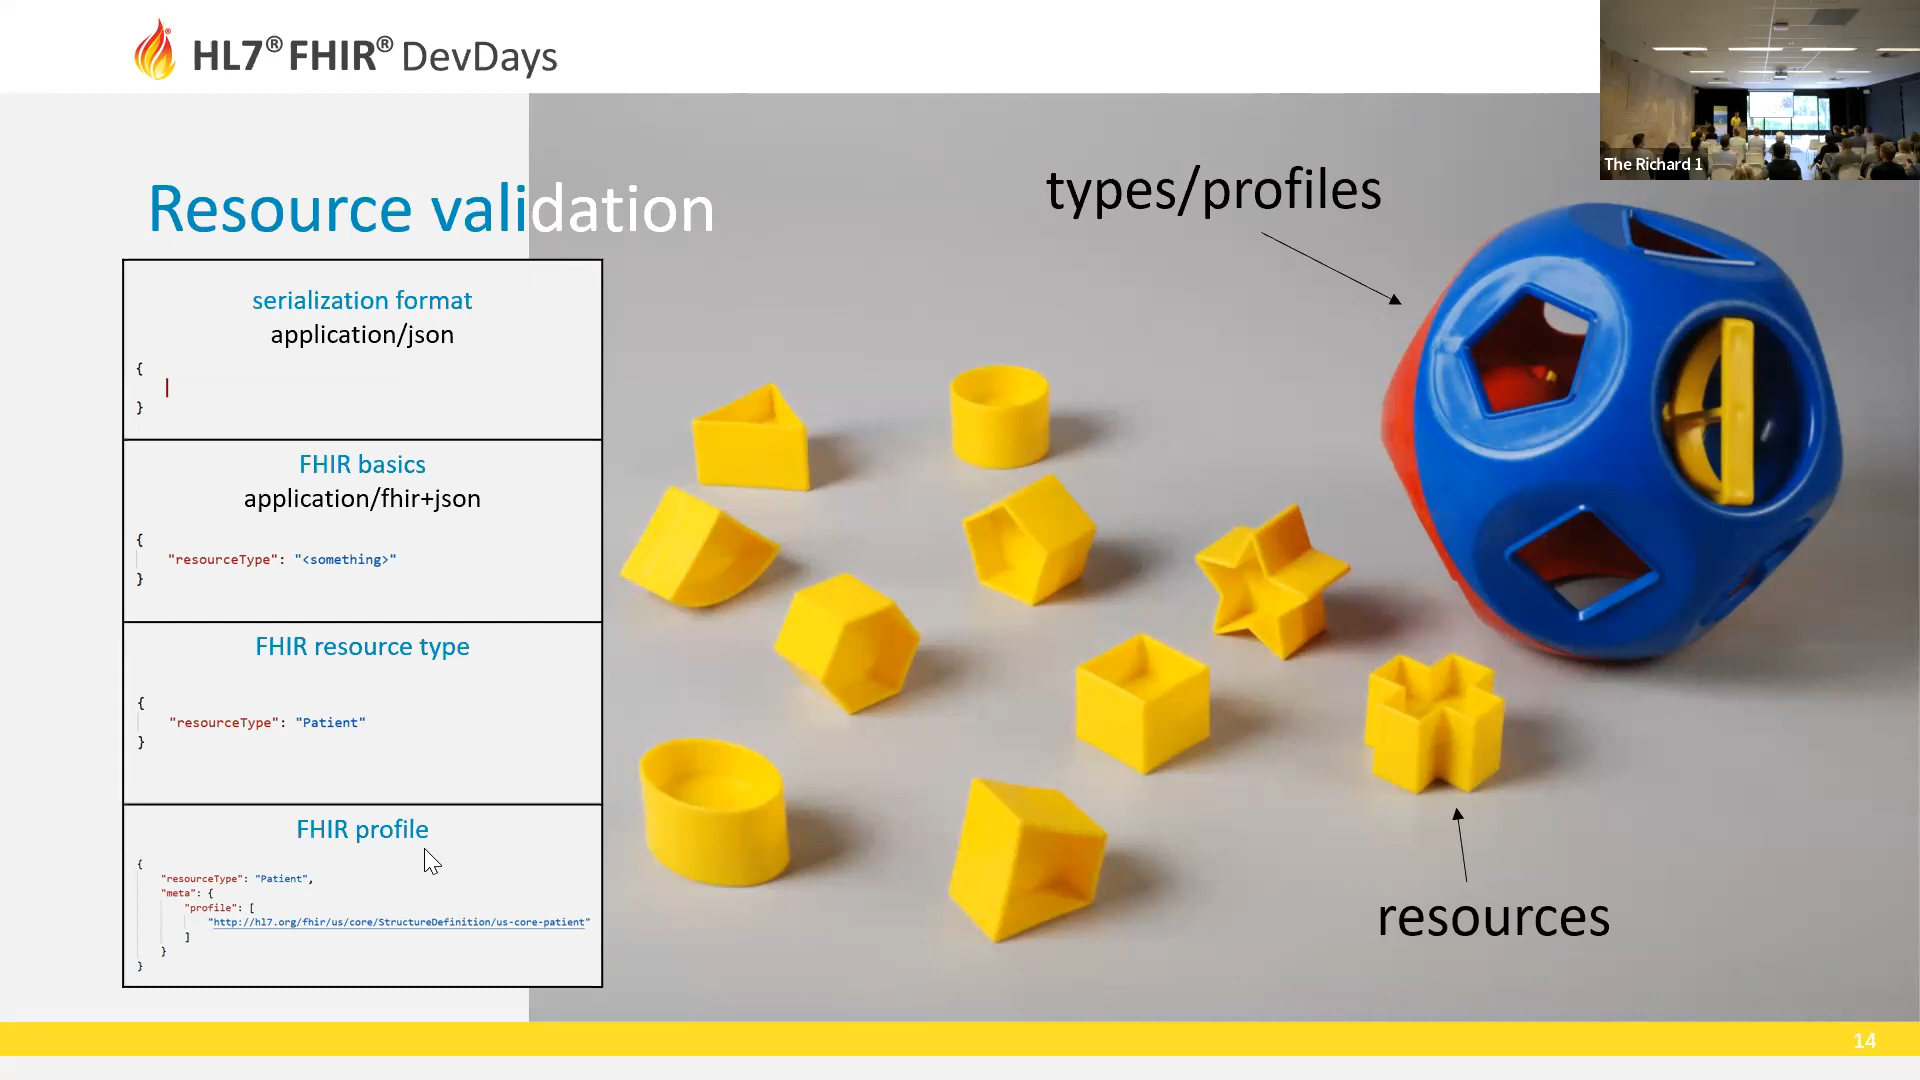 HL7® FHIR® DevDays
The Richard 1
Resource validation
types/profiles
serialization format
application/json
{
}
FHIR basics
application/fhir+json
{
"resourceType": "<something>"
}
FHIR resource type
{
"resourceType": "Patient"
}
FHIR profile
{
"resourceType": "Patient",
"meta": {
"profile": [
"http://hl7.org/fhir/us/core/StructureDefinition/us-core-patient"
]
}
}
resources
14